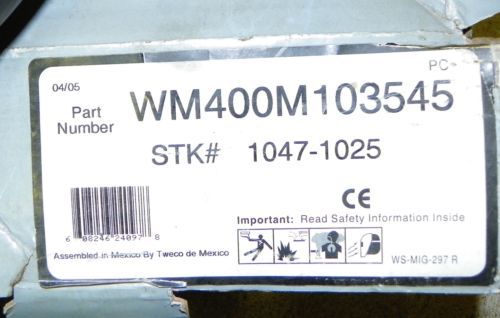 PC-
04/05
Part Number WM400M103545
STK# 1047-1025
CE
Important: Read Safety Information Inside
6 08246 24097 8
Assembled in Mexico By Tweco de Mexico
WS-MIG-297 R